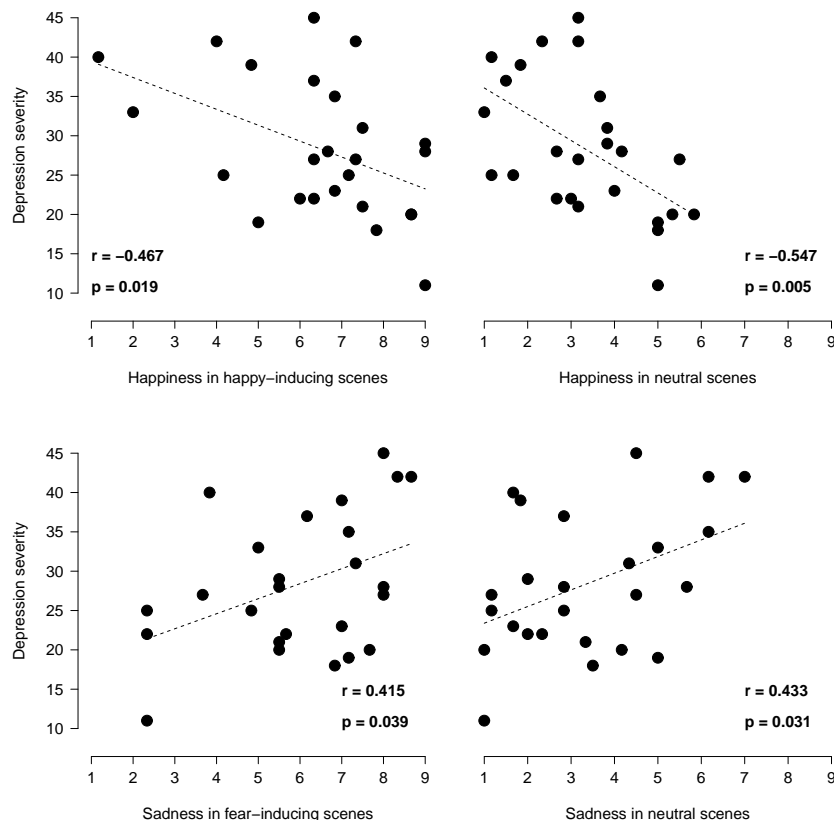 45
40
35
30
25
20
15
10
Depression severity
r = −0.467
p = 0.019
1 2 3 4 5 6 7 8 9
Happiness in happy−inducing scenes
r = −0.547
p = 0.005
1 2 3 4 5 6 7 8 9
Happiness in neutral scenes
45
40
35
30
25
20
15
10
Depression severity
r = 0.415
p = 0.039
1 2 3 4 5 6 7 8 9
Sadness in fear−inducing scenes
r = 0.433
p = 0.031
1 2 3 4 5 6 7 8 9
Sadness in neutral scenes